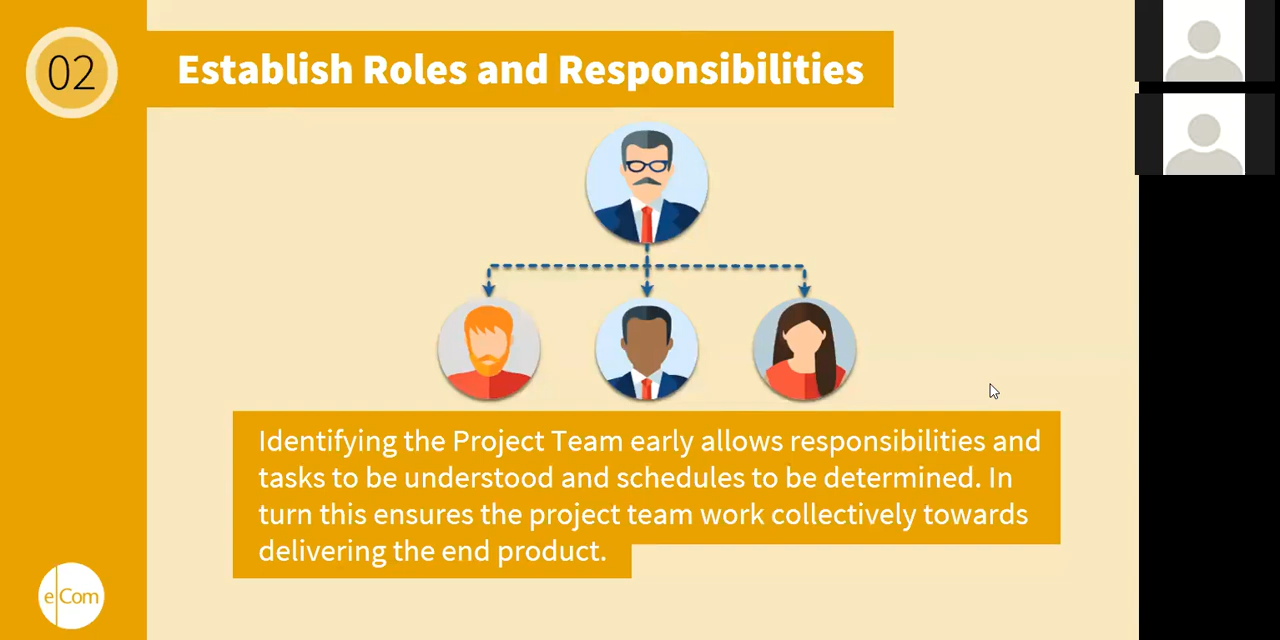 02
Establish Roles and Responsibilities
Identifying the Project Team early allows responsibilities and
tasks to be understood and schedules to be determined. In
turn this ensures the project team work collectively towards
delivering the end product.
e Com